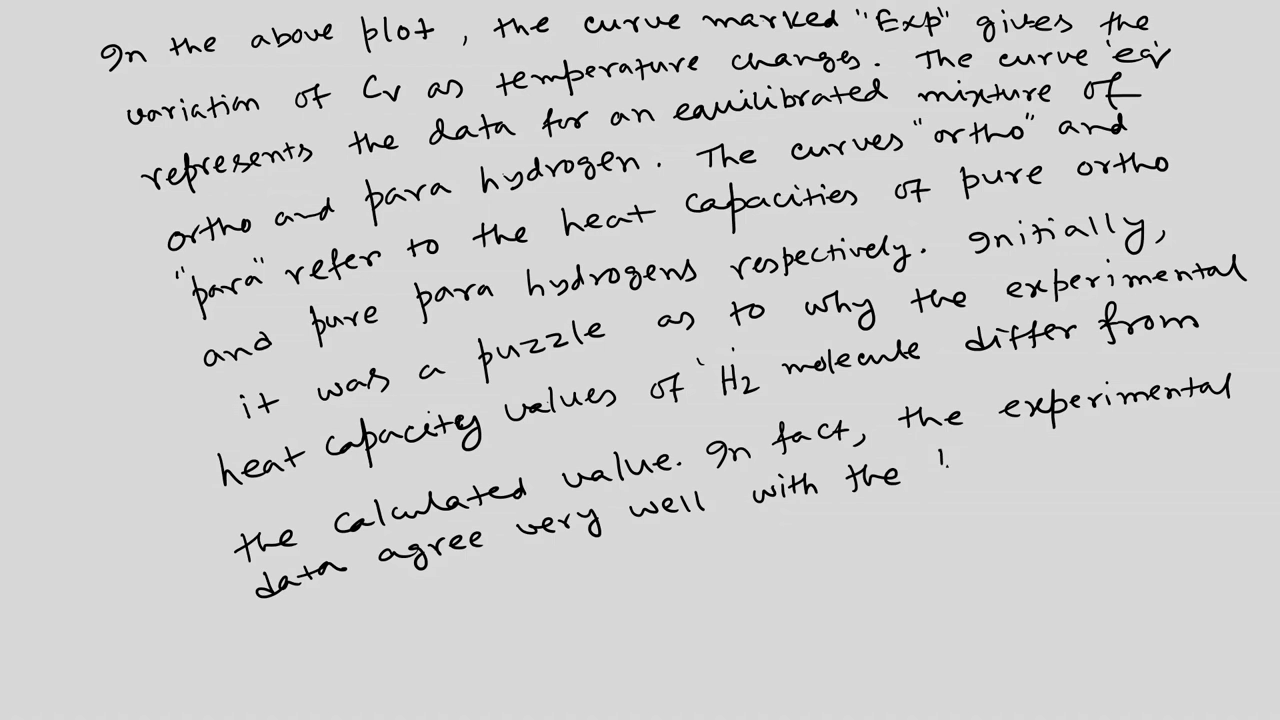 In the above plot, the curve marked "Exp" gives the
variation of Cv as temperature changes. The curve 'eq'
represents the data for an equilibrated mixture of
ortho and para hydrogen. The curves "ortho" and
"para" refer to the heat capacities of pure ortho
and pure para hydrogens respectively. Initially,
it was a puzzle as to why the experimental
heat capacity values of H2 molecule differ from
the calculated value. In fact, the experimental
data agree very well with the